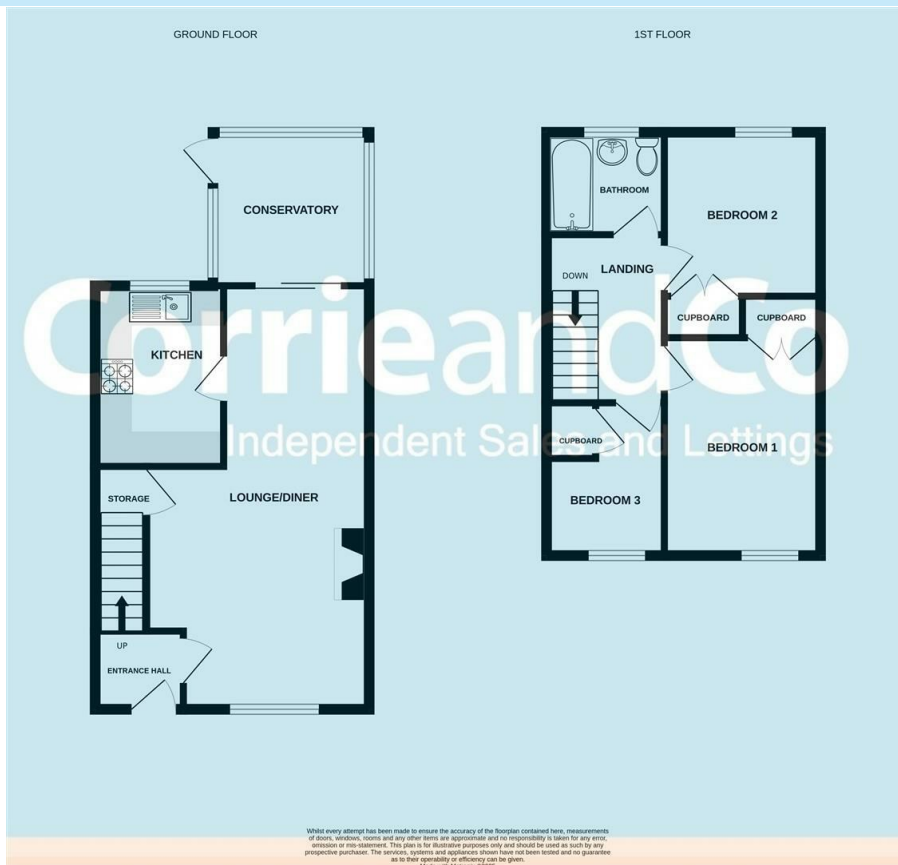 GROUND FLOOR
1ST FLOOR
CONSERVATORY
KITCHEN
STORAGE
LOUNGE/DINER
UP
ENTRANCE HALL
BATHROOM
BEDROOM 2
DOWN
LANDING
CUPBOARD
CUPBOARD
CUPBOARD
BEDROOM 1
BEDROOM 3
CorrieandCo
Independent Sales and Lettings
Whilst every attempt has been made to ensure the accuracy of the floorplan contained here, measurements
of doors, windows, rooms and any other items are approximate and no responsibility is taken for any error,
omission or mis-statement. This plan is for illustrative purposes only and should be used as such by any
prospective purchaser. The services, systems and appliances shown have not been tested and no guarantee
as to their operability or efficiency can be given.